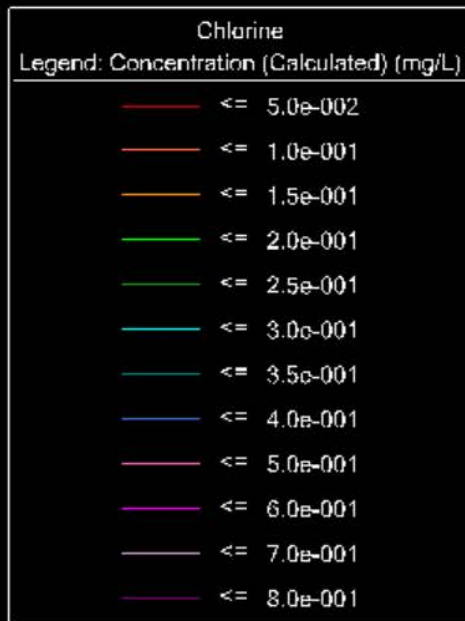 Chlorine
Legend: Concentration (Calculated) (mg/L)
<= 5.0e-002
<= 1.0e-001
<= 1.5e-001
<= 2.0e-001
<= 2.5e-001
<= 3.0e-001
<= 3.5e-001
<= 4.0e-001
<= 5.0e-001
<= 6.0e-001
<= 7.0e-001
<= 8.0e-001